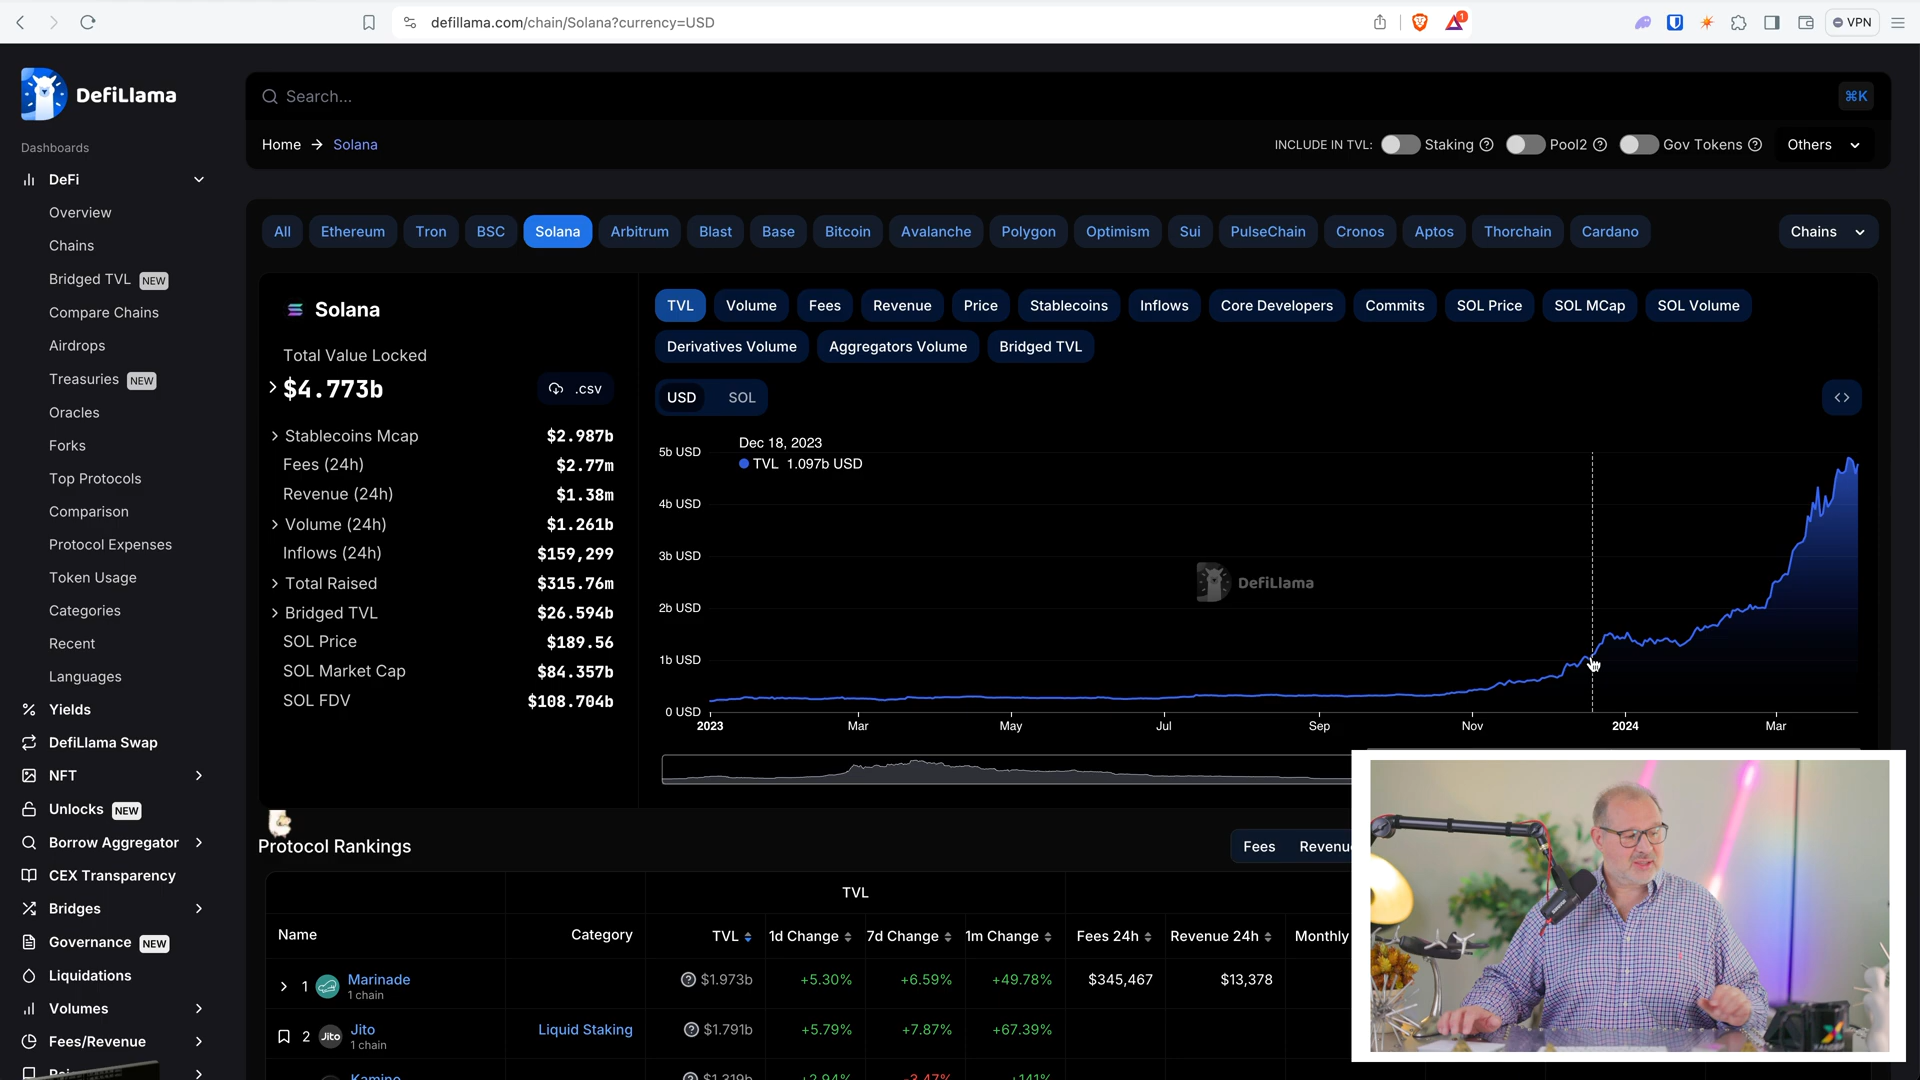 defillama.com/chain/Solana?currency=USD
1
VPN
DefiLlama
Search...
⌘K
Home → Solana
INCLUDE IN TVL: Staking Pool2 Gov Tokens Others
Dashboards
DeFi
Overview
Chains
Bridged TVL NEW
Compare Chains
Airdrops
Treasuries NEW
Oracles
Forks
Top Protocols
Comparison
Protocol Expenses
Token Usage
Categories
Recent
Languages
Yields
DefiLlama Swap
NFT
Unlocks NEW
Borrow Aggregator
CEX Transparency
Bridges
Governance NEW
Liquidations
Volumes
Fees/Revenue
All Ethereum Tron BSC Solana Arbitrum Blast Base Bitcoin Avalanche Polygon Optimism Sui PulseChain Cronos Aptos Thorchain Cardano Chains
Solana
Total Value Locked
$4.773b .csv
Stablecoins Mcap $2.987b
Fees (24h) $2.77m
Revenue (24h) $1.38m
Volume (24h) $1.261b
Inflows (24h) $159,299
Total Raised $315.76m
Bridged TVL $26.594b
SOL Price $189.56
SOL Market Cap $84.357b
SOL FDV $108.704b
TVL Volume Fees Revenue Price Stablecoins Inflows Core Developers Commits SOL Price SOL MCap SOL Volume
Derivatives Volume Aggregators Volume Bridged TVL
USD SOL
Dec 18, 2023
TVL 1.097b USD
5b USD
4b USD
3b USD
2b USD
1b USD
0 USD
DefiLlama
2023 Mar May Jul Sep Nov 2024 Mar
Protocol Rankings
Fees Revenue
TVL
Name Category TVL 1d Change 7d Change 1m Change Fees 24h Revenue 24h Monthly
1 Marinade $1.973b +5.30% +6.59% +49.78% $345,467 $13,378
1 chain
2 Jito Jito Liquid Staking $1.791b +5.79% +7.87% +67.39%
1 chain
Kamino $1.319b +2.94% -3.47% +141%